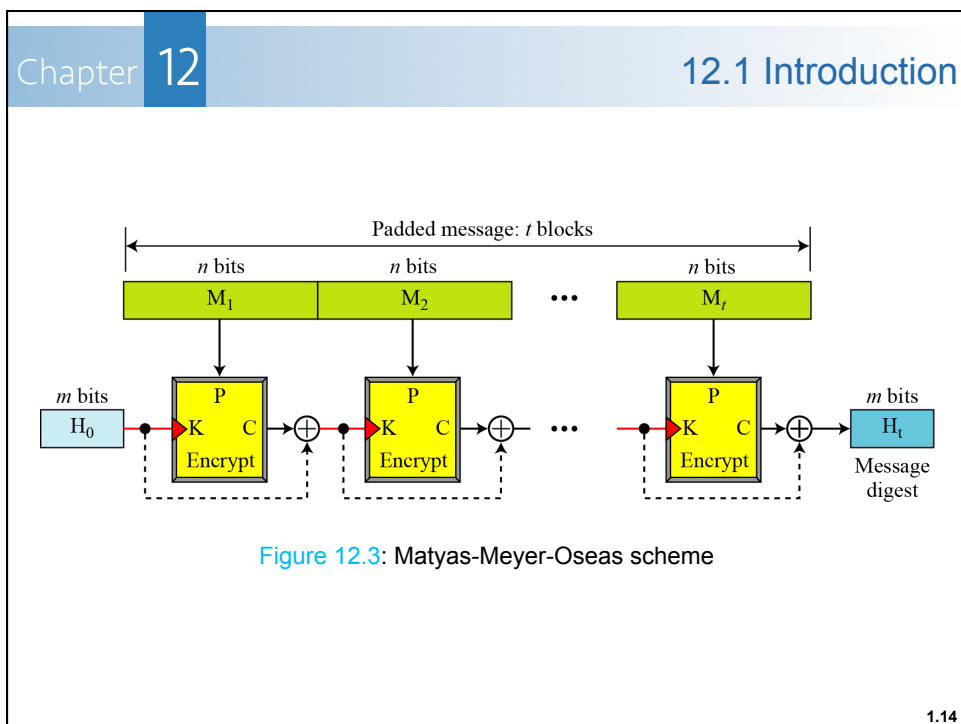 Chapter 12
12.1 Introduction
Padded message: t blocks
n bits n bits n bits
M₁ M₂ ••• Mₜ
m bits P P P m bits
H₀ K C K C ••• K C Hₜ
Encrypt Encrypt Encrypt Message
digest
Figure 12.3: Matyas-Meyer-Oseas scheme
1.14